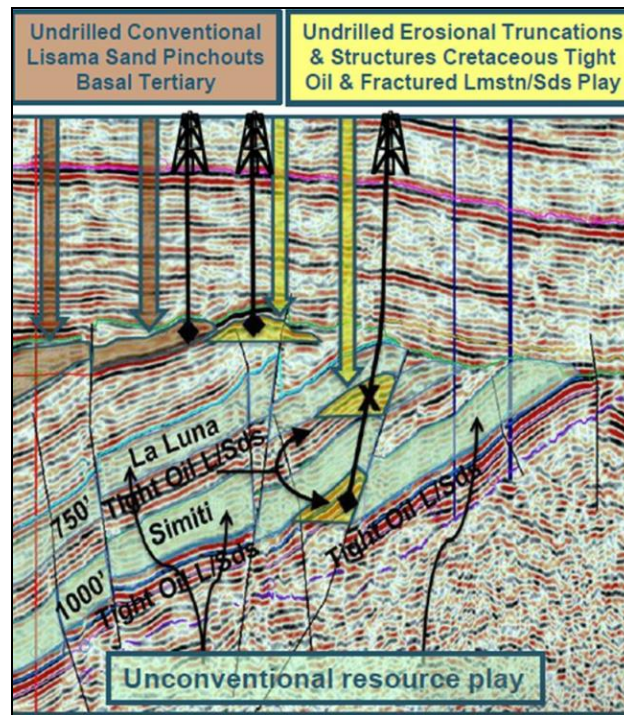 Undrilled Conventional
Lisama Sand Pinchouts
Basal Tertiary
Undrilled Erosional Truncations
& Structures Cretaceous Tight
Oil & Fractured Lmstn/Sds Play
La Luna
Tight Oil L/Sds
750'
Simiti
Tight Oil L/Sds
1000'
Tight Oil L/Sds
X
Unconventional resource play